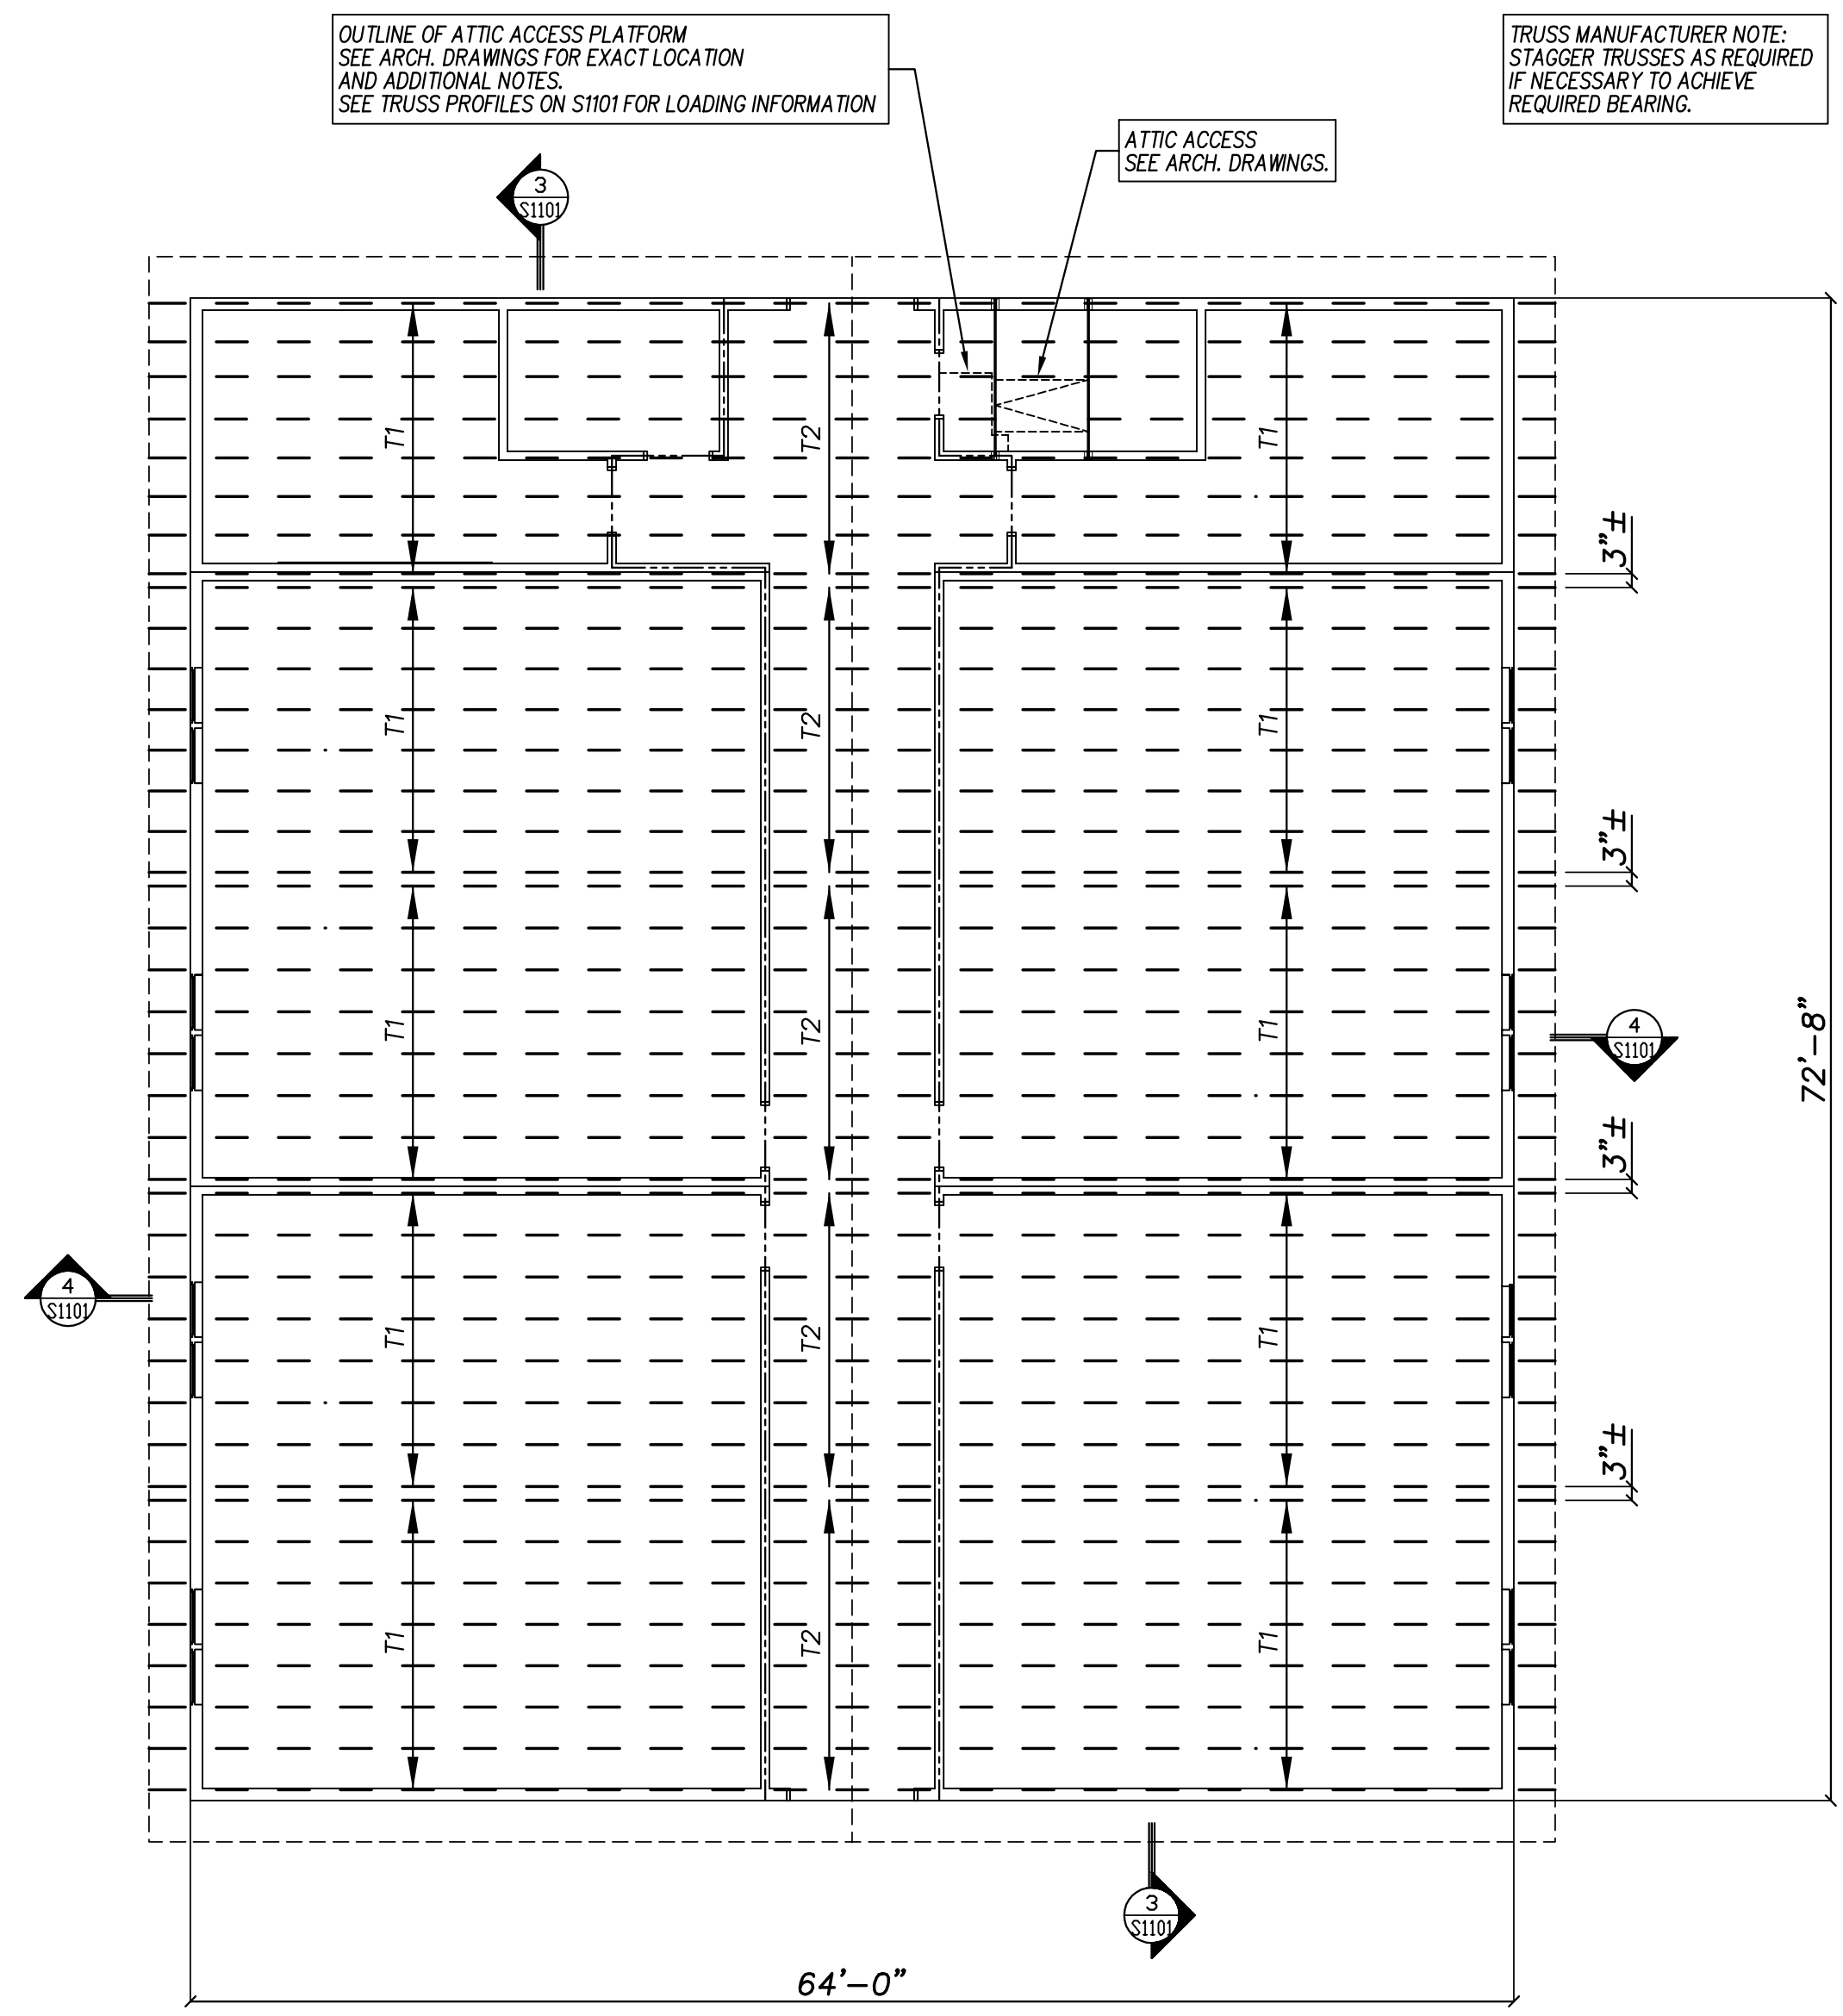 OUTLINE OF ATTIC ACCESS PLATFORM
SEE ARCH. DRAWINGS FOR EXACT LOCATION
AND ADDITIONAL NOTES.
SEE TRUSS PROFILES ON S1101 FOR LOADING INFORMATION
TRUSS MANUFACTURER NOTE:
STAGGER TRUSSES AS REQUIRED
IF NECESSARY TO ACHIEVE
REQUIRED BEARING.
ATTIC ACCESS
SEE ARCH. DRAWINGS.
3
S1101
T1
T2
T1
3"±
T1
T2
T1
3"±
T1
T2
T1
4
S1101
72'-8"
3"±
4
S1101
T1
T2
T1
3"±
T1
T2
T1
3
S1101
64'-0"